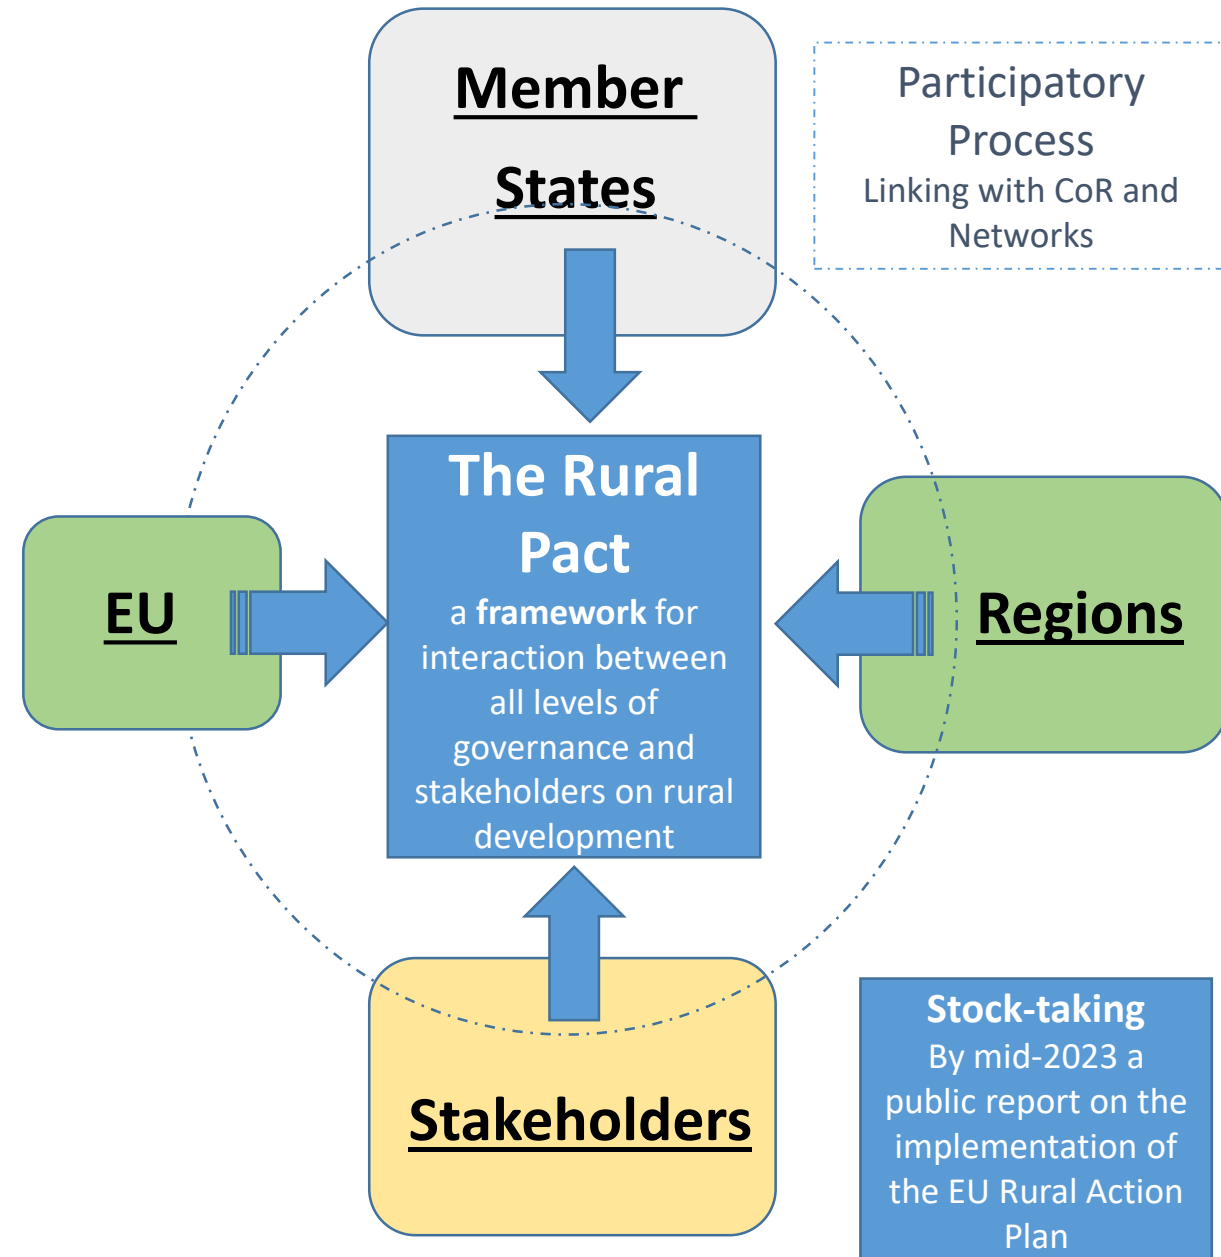 Member
States
Participatory
Process
Linking with CoR and
Networks
The Rural
Pact
a framework for
interaction between
all levels of
governance and
stakeholders on rural
development
EU
Regions
Stakeholders
Stock-taking
By mid-2023 a
public report on the
implementation of
the EU Rural Action
Plan